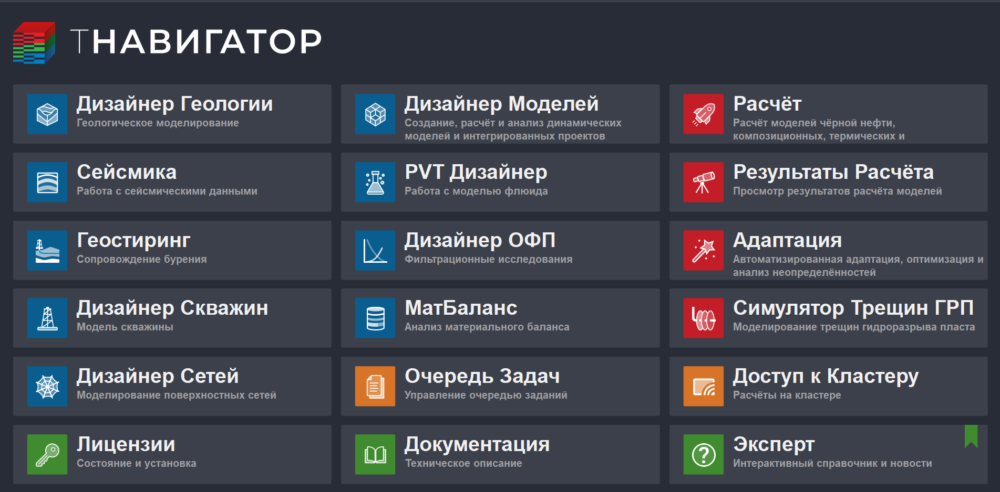 тНАВИГАТОР
Дизайнер Геологии
Геологическое моделирование
Дизайнер Моделей
Создание, расчёт и анализ динамических
моделей и интегрированных проектов
Расчёт
Расчёт моделей чёрной нефти,
композиционных, термических и
Сейсмика
Работа с сейсмическими данными
PVT Дизайнер
Работа с моделью флюида
Результаты Расчёта
Просмотр результатов расчёта моделей
Геостиринг
Сопровождение бурения
Дизайнер ОФП
Фильтрационные исследования
Адаптация
Автоматизированная адаптация, оптимизация и
анализ неопределённостей
Дизайнер Скважин
Модель скважины
МатБаланс
Анализ материального баланса
Симулятор Трещин ГРП
Моделирование трещин гидроразрыва пласта
Дизайнер Сетей
Моделирование поверхностных сетей
Очередь Задач
Управление очередью заданий
Доступ к Кластеру
Расчёты на кластере
Лицензии
Состояние и установка
Документация
Техническое описание
Эксперт
Интерактивный справочник и новости